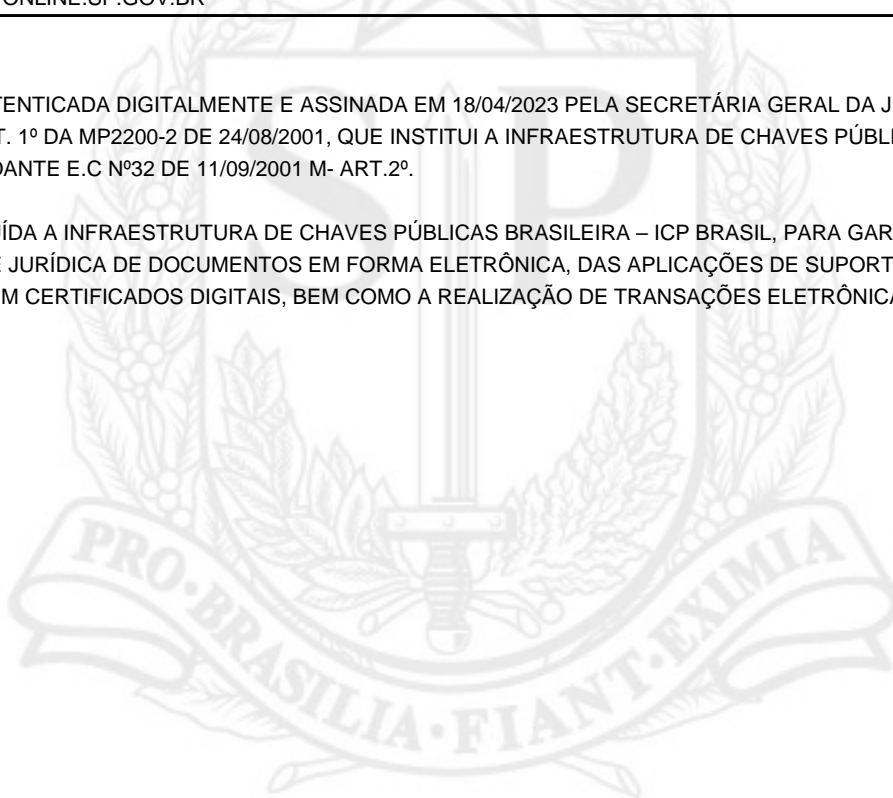 ONLINE.SP.GOV.BR
TENTICADA DIGITALMENTE E ASSINADA EM 18/04/2023 PELA SECRETÁRIA GERAL DA J
T. 1º DA MP2200-2 DE 24/08/2001, QUE INSTITUI A INFRAESTRUTURA DE CHAVES PÚBLI
DANTE E.C Nº32 DE 11/09/2001 M- ART.2º.
ÍDA A INFRAESTRUTURA DE CHAVES PÚBLICAS BRASILEIRA – ICP BRASIL, PARA GAR
E JURÍDICA DE DOCUMENTOS EM FORMA ELETRÔNICA, DAS APLICAÇÕES DE SUPORT
M CERTIFICADOS DIGITAIS, BEM COMO A REALIZAÇÃO DE TRANSAÇÕES ELETRÔNICA
SP
PRO·BRASILIA·FIANT·EXIMIA